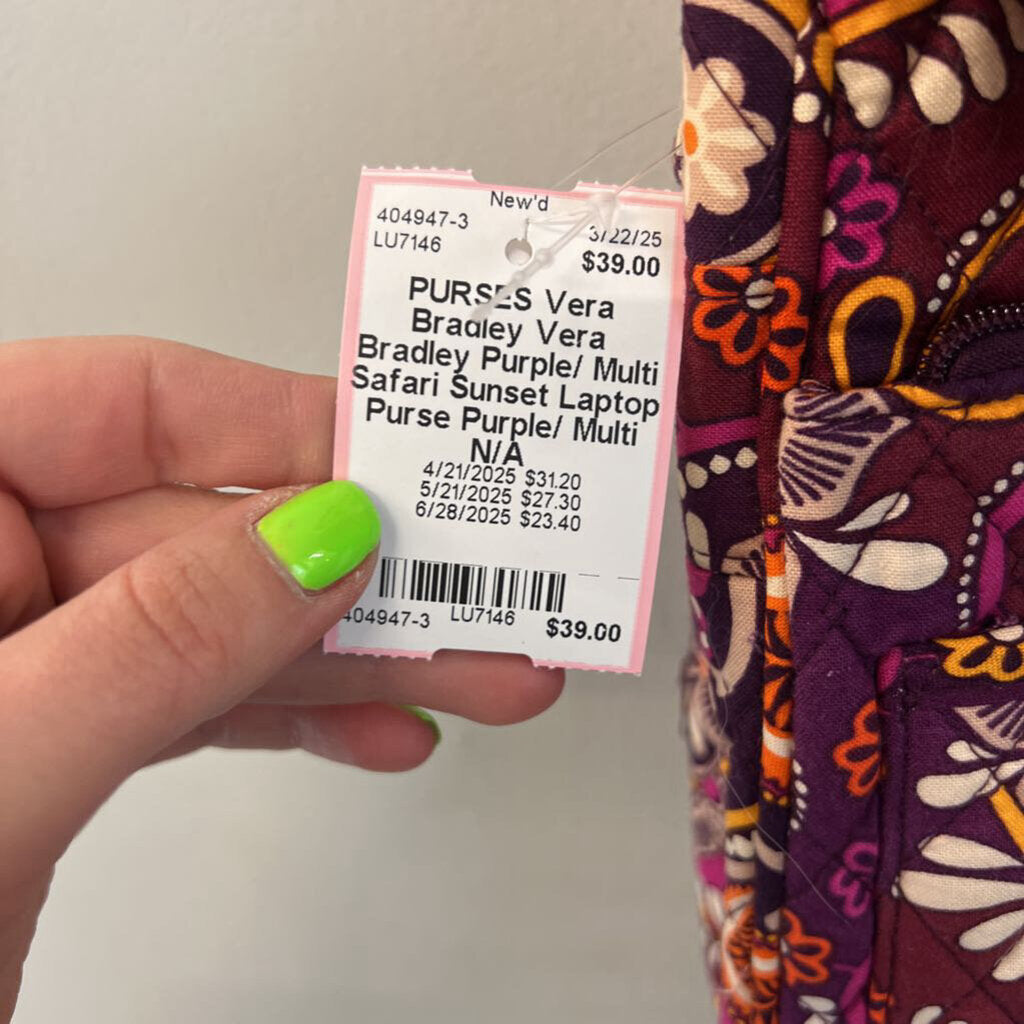 New'd
404947-3 3/22/25
LU7146 $39.00
PURSES Vera
Bradley Vera
Bradley Purple/ Multi
Safari Sunset Laptop
Purse Purple/ Multi
N/A
4/21/2025 $31.20
5/21/2025 $27.30
6/28/2025 $23.40
404947-3 LU7146 $39.00